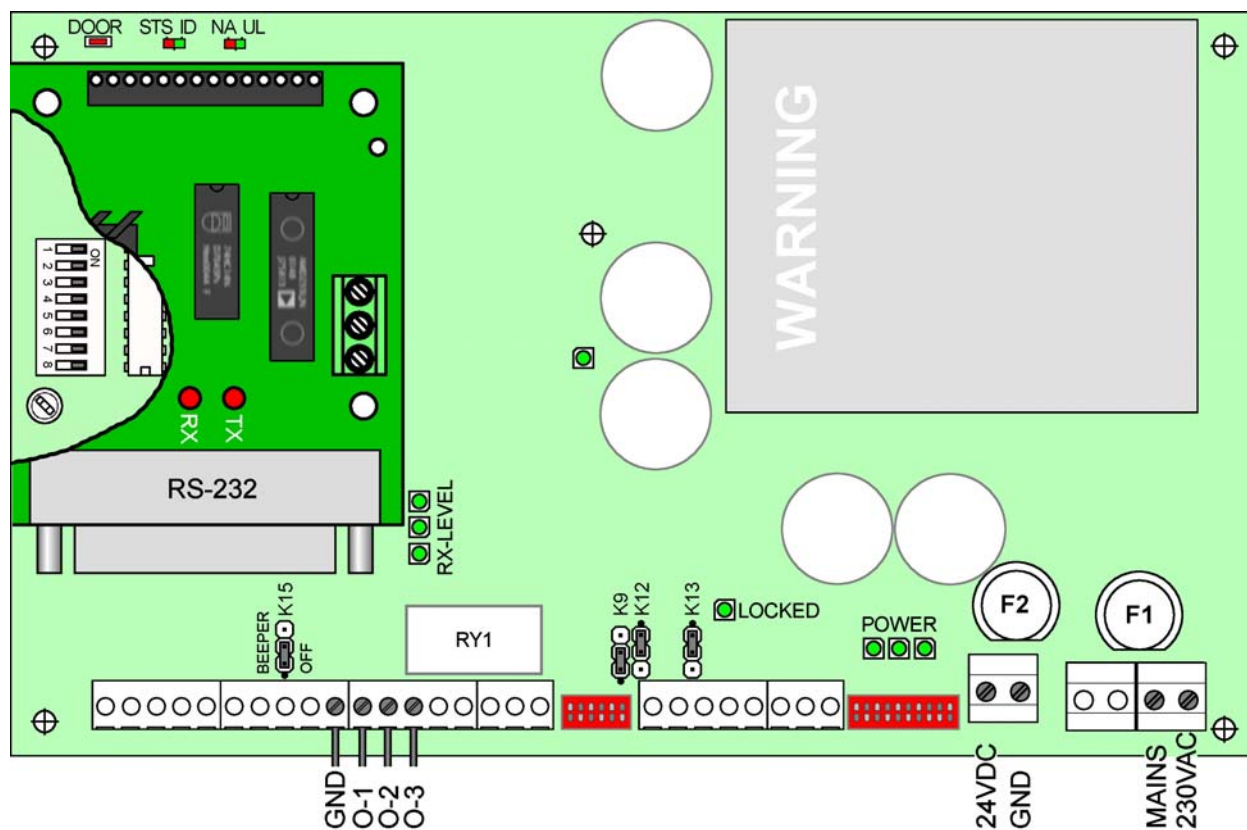 DOOR STS ID NA UL
WARNING
ON
1
2
3
4
5
6
7
8
RX TX
RS-232
RX-LEVEL
BEEPER
OFF
K15
RY1
K9
K12
K13
LOCKED
POWER
F2
F1
GND
O-1
O-2
O-3
24VDC
GND
MAINS
230VAC